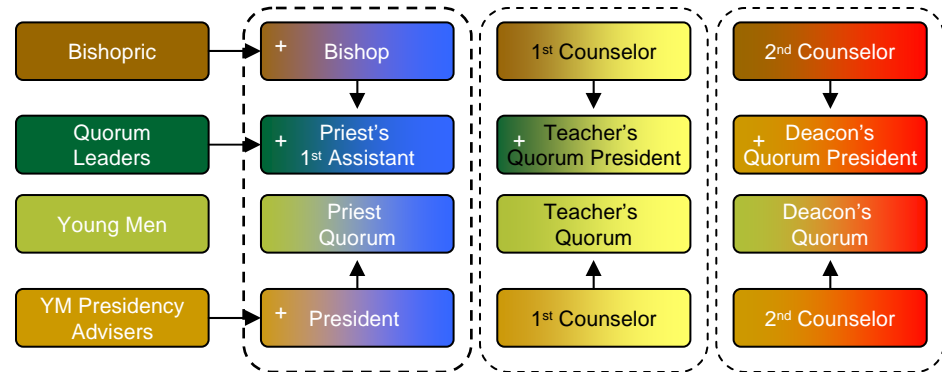 Bishopric
+ Bishop
1st Counselor
2nd Counselor
Quorum
Leaders
+ Priest's
1st Assistant
+ Teacher's
Quorum President
+ Deacon's
Quorum President
Young Men
Priest
Quorum
Teacher's
Quorum
Deacon's
Quorum
YM Presidency
Advisers
+ President
1st Counselor
2nd Counselor